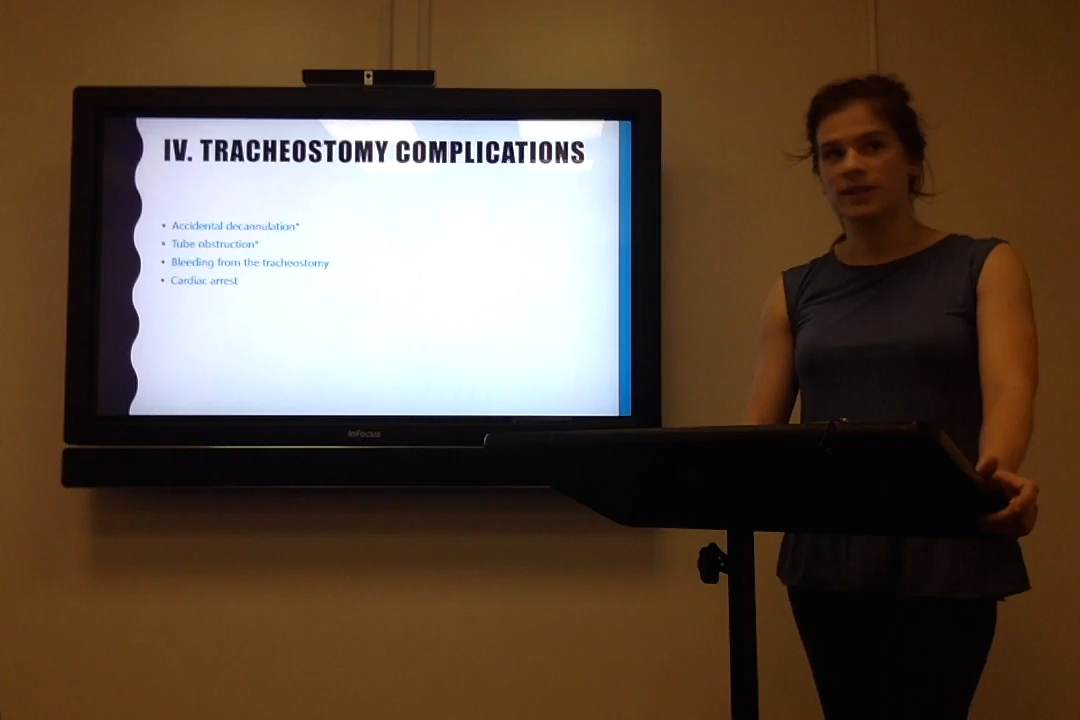 IV. TRACHEOSTOMY COMPLICATIONS
• Accidental decannulation*
• Tube obstruction*
• Bleeding from the tracheostomy
• Cardiac arrest
InFocus